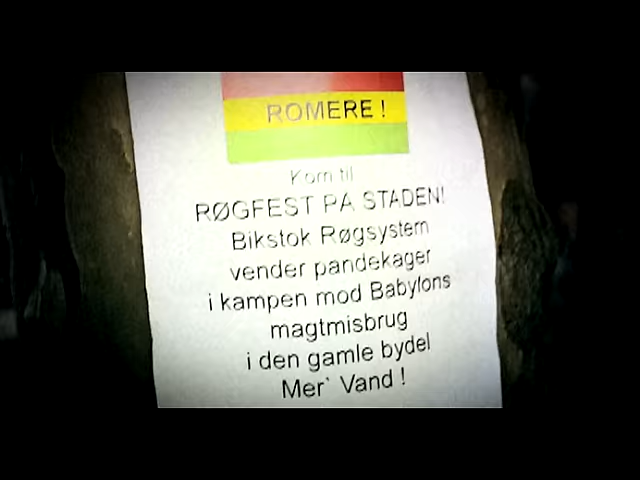 ROMERE !
Kom til
RØGFEST PÅ STADEN!
Bikstok Røgsystem
vender pandekager
i kampen mod Babylons
magtmisbrug
i den gamle bydel
Mer` Vand !